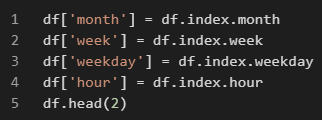 1 df['month'] = df.index.month
2 df['week'] = df.index.week
3 df['weekday'] = df.index.weekday
4 df['hour'] = df.index.hour
5 df.head(2)